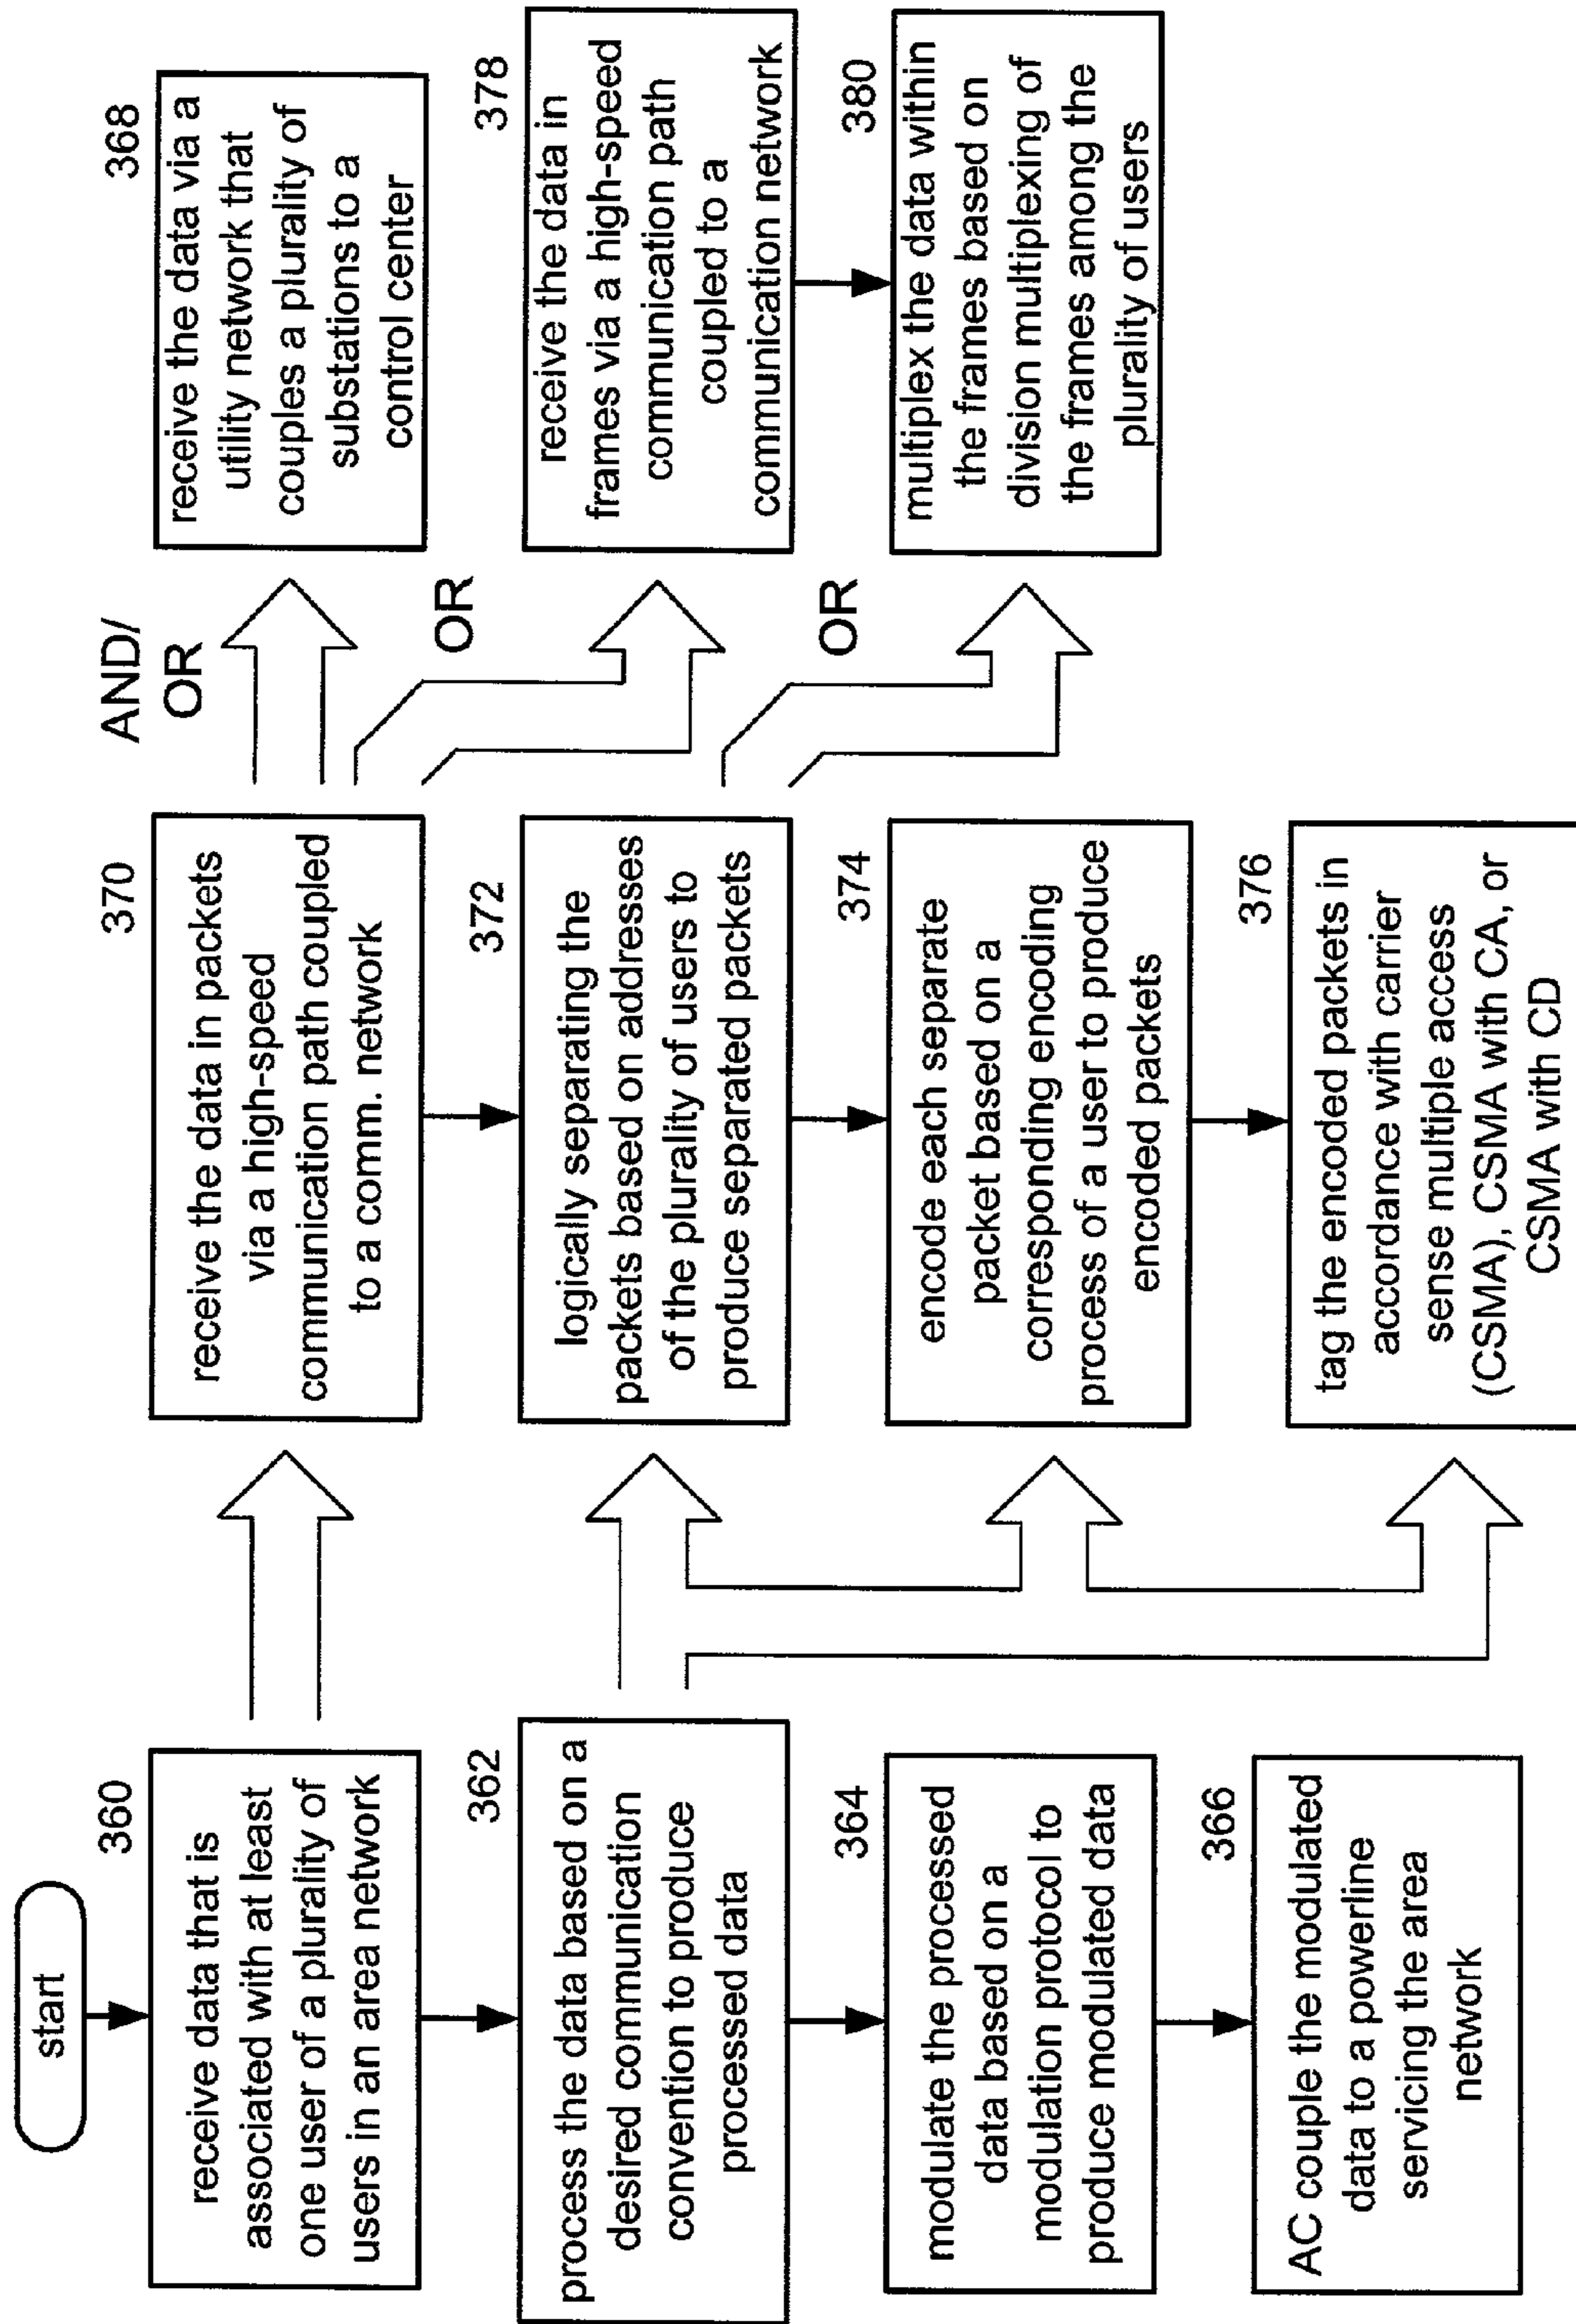 start
360
receive data that is
associated with at least
one user of a plurality of
users in an area network
362
process the data based on a
desired communication
convention to produce
processed data
364
modulate the processed
data based on a
modulation protocol to
produce modulated data
366
AC couple the modulated
data to a powerline
servicing the area
network
370
receive the data in packets
via a high-speed
communication path coupled
to a comm. network
372
logically separating the
packets based on addresses
of the plurality of users to
produce separated packets
374
encode each separate
packet based on a
corresponding encoding
process of a user to produce
encoded packets
376
tag the encoded packets in
accordance with carrier
sense multiple access
(CSMA), CSMA with CA, or
CSMA with CD
AND/
OR
OR
OR
368
receive the data via a
utility network that
couples a plurality of
substations to a
control center
378
receive the data in
frames via a high-speed
communication path
coupled to a
communication network
380
multiplex the data within
the frames based on
division multiplexing of
the frames among the
plurality of users